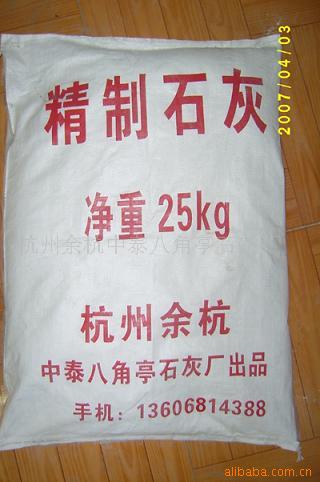 2007/04/03
精制石灰
净重25kg
杭州余杭中泰八角亭石
杭州余杭
中泰八角亭石灰厂出品
手机：13606814388
alibaba.com.cn